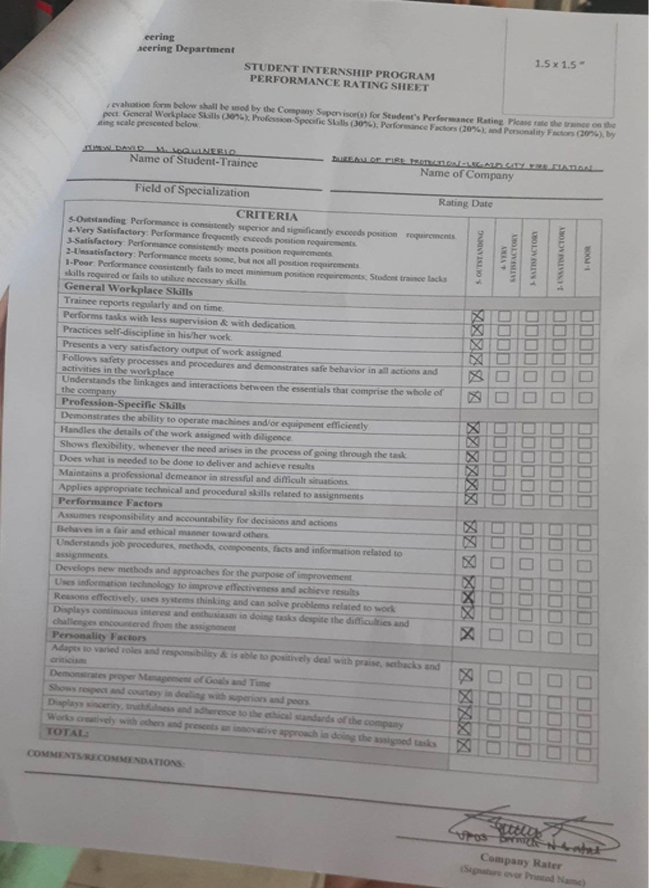 eering
neering Department
1.5 x 1.5 "
STUDENT INTERNSHIP PROGRAM
PERFORMANCE RATING SHEET
evaluation form below shall be used by the Company Supervisor(s) for Student's Performance Rating. Please rate the trainee on the
pect: General Workplace Skills (30%); Profession-Specific Skills (30%); Performance Factors (20%); and Personality Factors (20%), by
ating scale presented below.
DAVID M.
BUREAU OF FIRE PROTECTION-LEGAZPI CITY FIRE STATION
Name of Student-Trainee
Name of Company
Field of Specialization
Rating Date
CRITERIA
5-Outstanding: Performance is consistently superior and significantly exceeds position requirements.
4-Very Satisfactory: Performance frequently exceeds position requirements.
3-Satisfactory: Performance consistently meets position requirements.
2-Unsatisfactory: Performance meets some, but not all position requirements
1-Poor: Performance consistently fails to meet minimum position requirements; Student trainee lacks
skills required or fails to utilize necessary skills.
5- OUTSTANDING
4-VERY SATISFACTORY
3- SATISFACTORY
2- UNSATISFACTORY
1- POOR
General Workplace Skills
Trainee reports regularly and on time.
Performs tasks with less supervision & with dedication.
Practices self-discipline in his/her work.
Presents a very satisfactory output of work assigned.
Follows safety processes and procedures and demonstrates safe behavior in all actions and
activities in the workplace
Understands the linkages and interactions between the essentials that comprise the whole of
the company
Profession-Specific Skills
Demonstrates the ability to operate machines and/or equipment efficiently.
Handles the details of the work assigned with diligence.
Shows flexibility, whenever the need arises in the process of going through the task.
Does what is needed to be done to deliver and achieve results
Maintains a professional demeanor in stressful and difficult situations.
Applies appropriate technical and procedural skills related to assignments
Performance Factors
Assumes responsibility and accountability for decisions and actions
Behaves in a fair and ethical manner toward others.
Understands job procedures, methods, components, facts and information related to
assignments.
Develops new methods and approaches for the purpose of improvement.
Uses information technology to improve effectiveness and achieve results
Reasons effectively, uses systems thinking and can solve problems related to work
Displays continuous interest and enthusiasm in doing tasks despite the difficulties and
challenges encountered from the assignment
Personality Factors
Adapts to varied roles and responsibility & is able to positively deal with praise, setbacks and
criticism
Demonstrates proper Management of Goals and Time
Shows respect and courtesy in dealing with superiors and peers.
Displays sincerity, truthfulness and adherence to the ethical standards of the company
Works creatively with others and presents an innovative approach in doing the assigned tasks
TOTAL:
COMMENTS/RECOMMENDATIONS:
Company Rater
(Signature over Printed Name)